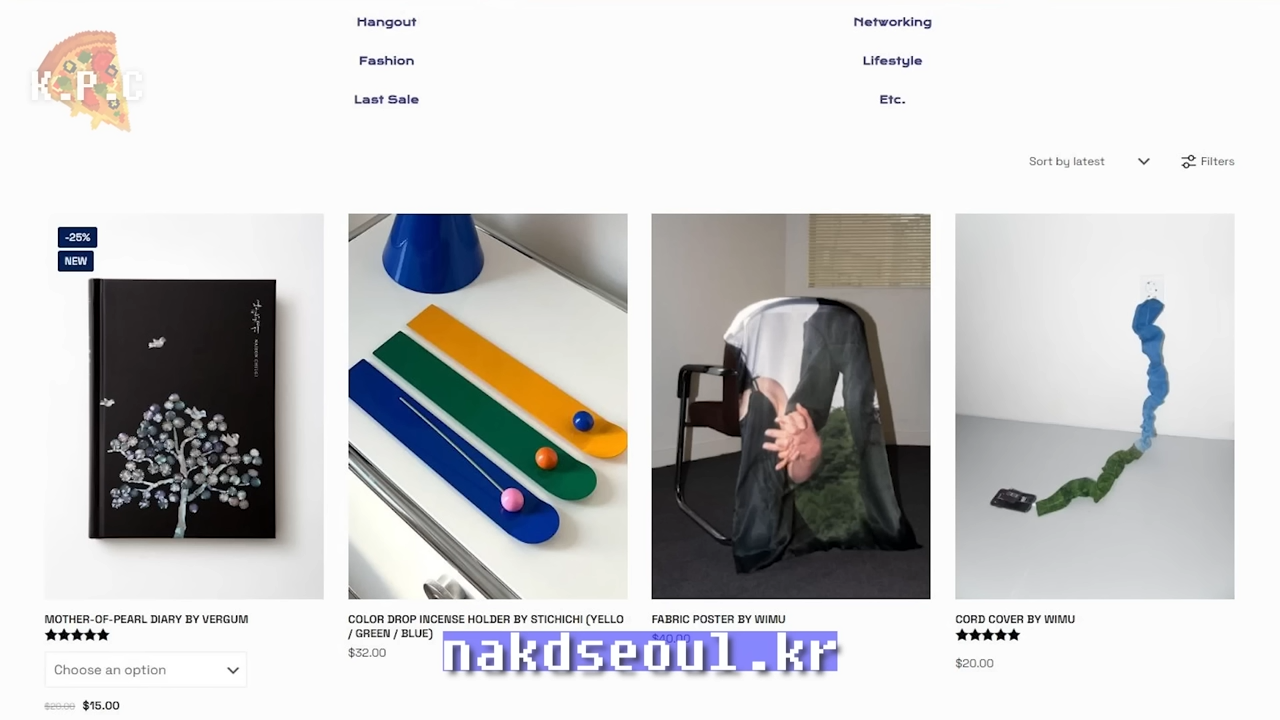 Hangout
Networking
Fashion
Lifestyle
Last Sale
Etc.
K.P.C
Sort by latest
Filters
-25%
NEW
MOTHER-OF-PEARL DIARY BY VERGUM
Choose an option
$20.00 $15.00
COLOR DROP INCENSE HOLDER BY STICHICHI (YELLO
/ GREEN / BLUE)
$32.00
FABRIC POSTER BY WIMU
$40.00
CORD COVER BY WIMU
$20.00
nakdseoul.kr